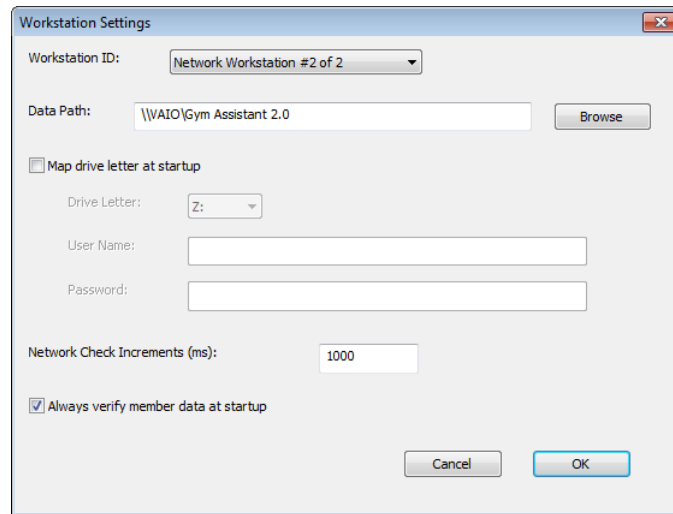 Workstation Settings
Workstation ID: Network Workstation #2 of 2
Data Path: \\VAIO\Gym Assistant 2.0 Browse
Map drive letter at startup
Drive Letter: Z:
User Name:
Password:
Network Check Increments (ms): 1000
Always verify member data at startup
Cancel OK